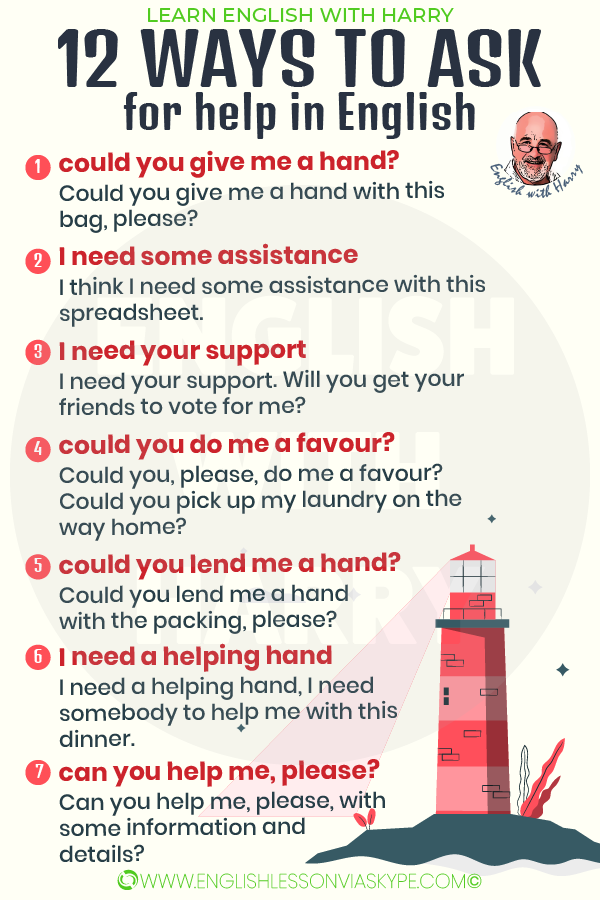 LEARN ENGLISH WITH HARRY
12 WAYS TO ASK
for help in English
English with Harry
1 could you give me a hand?
Could you give me a hand with this
bag, please?
2 I need some assistance
I think I need some assistance with this
spreadsheet.
3 I need your support
I need your support. Will you get your
friends to vote for me?
4 could you do me a favour?
Could you, please, do me a favour?
Could you pick up my laundry on the
way home?
5 could you lend me a hand?
Could you lend me a hand
with the packing, please?
6 I need a helping hand
I need a helping hand, I need
somebody to help me with this
dinner.
7 can you help me, please?
Can you help me, please, with
some information and
details?
ENGLISH
WITH
HARRY
WWW.ENGLISHLESSONVIASKYPE.COM©